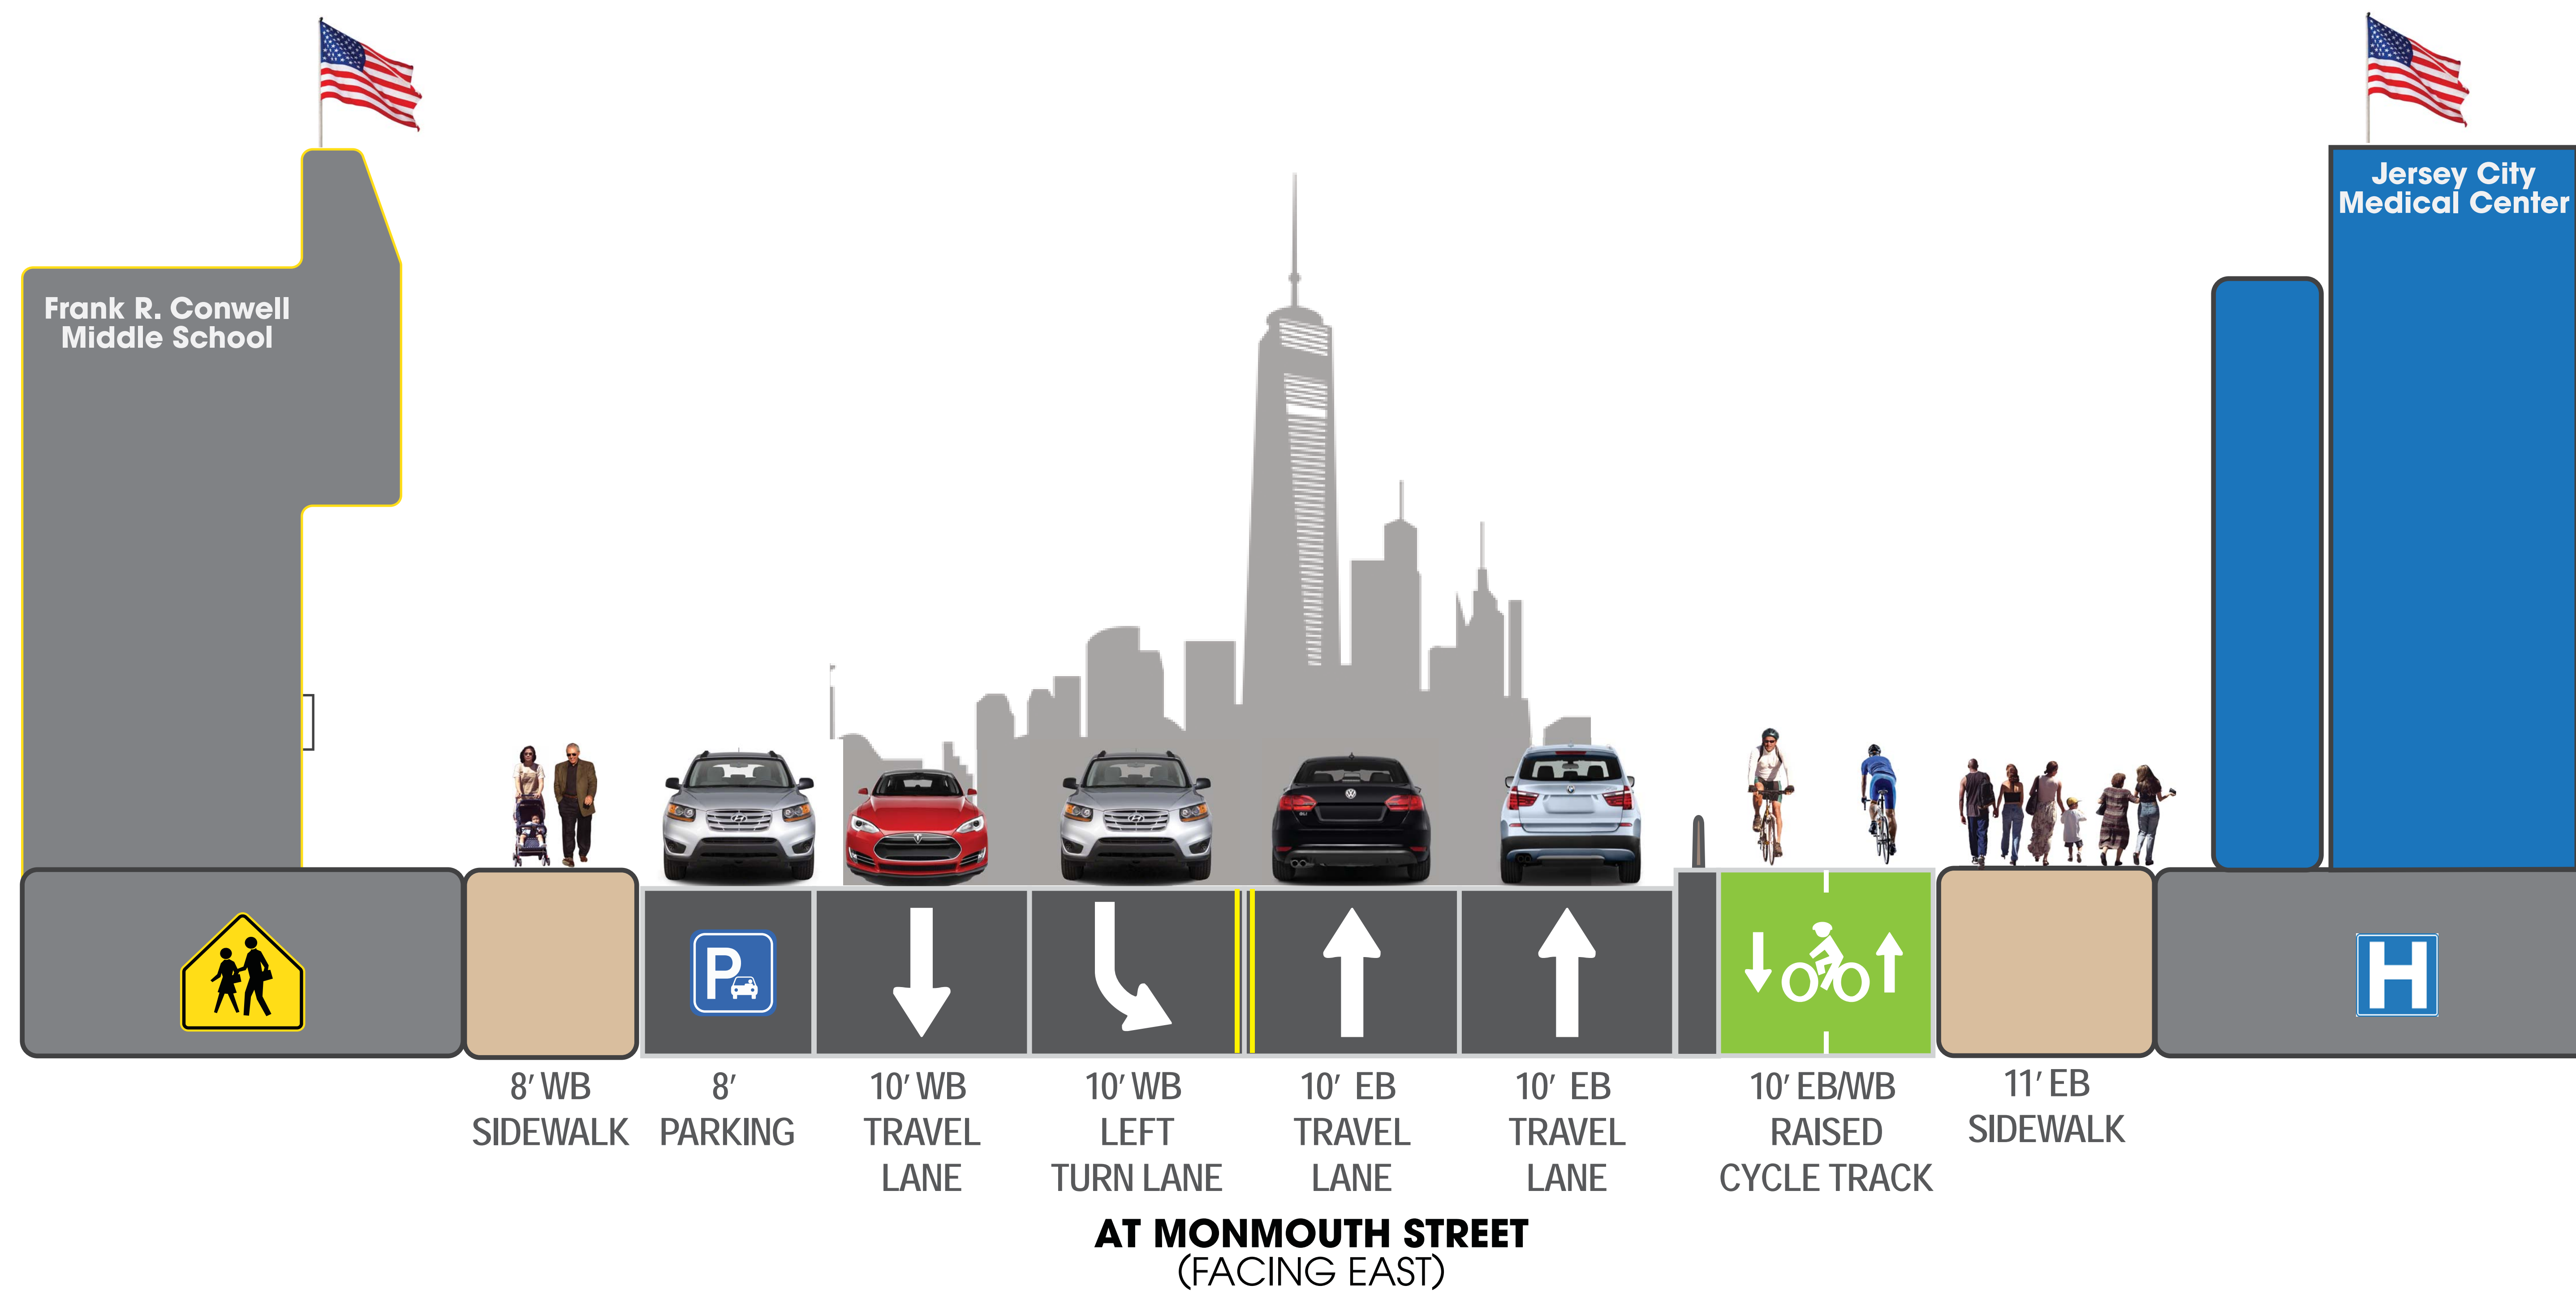 Jersey City
Medical Center
Frank R. Conwell
Middle School
P
H
8' WB
SIDEWALK
8'
PARKING
10' WB
TRAVEL
LANE
10' WB
LEFT
TURN LANE
10' EB
TRAVEL
LANE
10' EB
TRAVEL
LANE
10' EB/WB
RAISED
CYCLE TRACK
11' EB
SIDEWALK
AT MONMOUTH STREET
(FACING EAST)